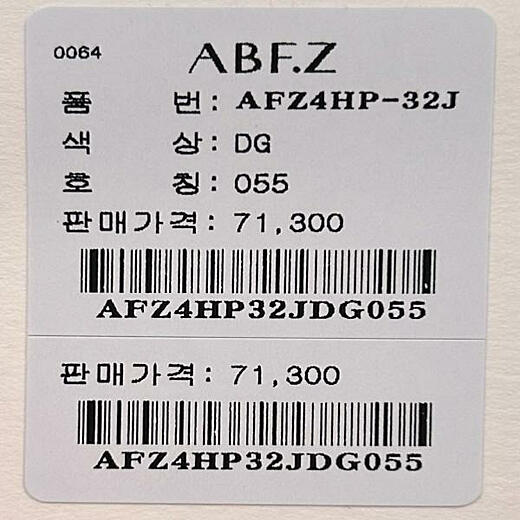 0064 ABF.Z
품 번: AFZ4HP-32J
색 상: DG
호 칭: 055
판매가격: 71,300
AFZ4HP32JDG055
판매가격: 71,300
AFZ4HP32JDG055